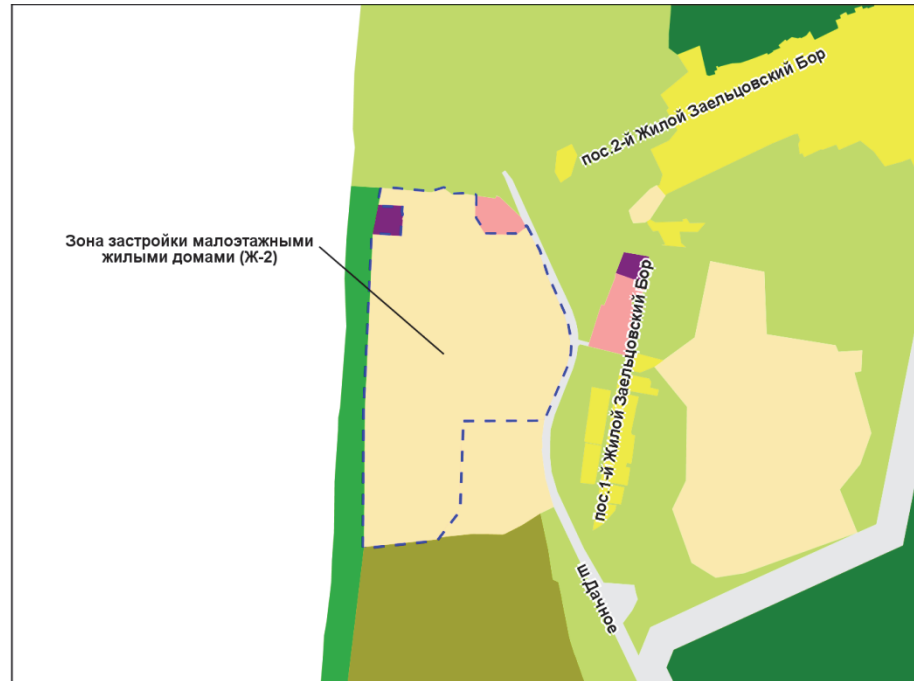 пос.2-й Жилой Заельцовский Бор
Зона застройки малоэтажными
жилыми домами (Ж-2)
пос.1-й Жилой Заельцовский Бор
ш.Дачное